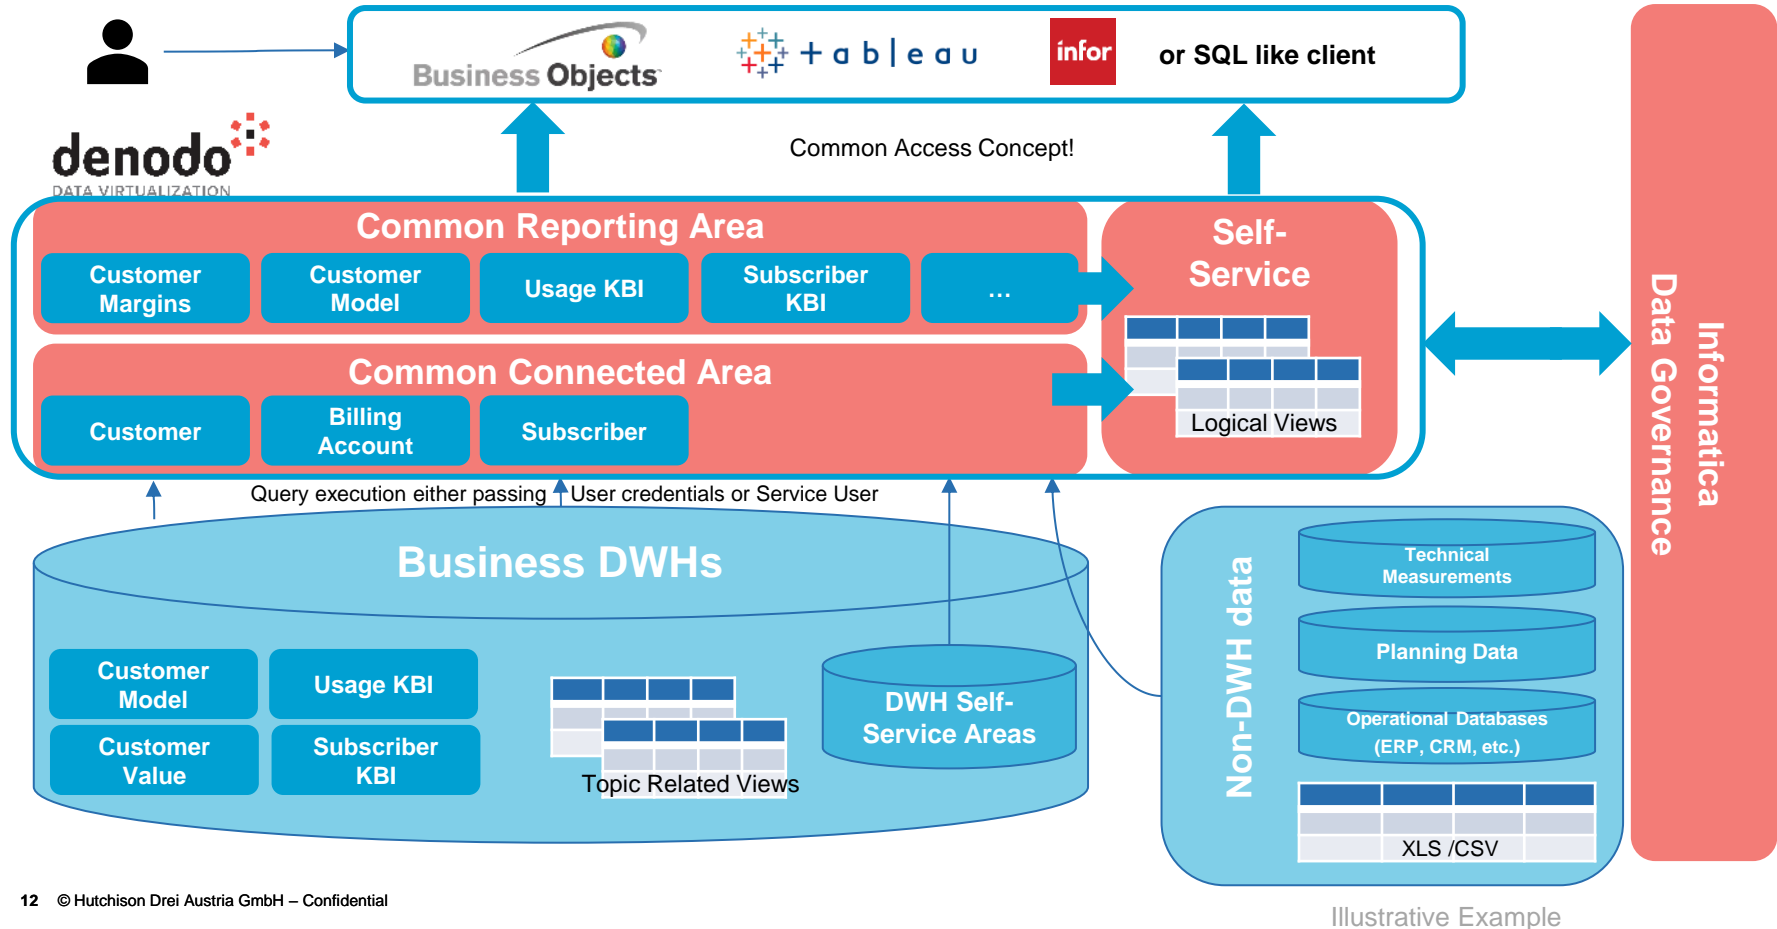 Business Objects
+ a b l e a u
infor
or SQL like client
denodo
DATA VIRTUALIZATION
Common Access Concept!
Common Reporting Area
Customer
Margins
Customer
Model
Usage KBI
Subscriber
KBI
...
Self-
Service
Logical Views
Common Connected Area
Customer
Billing
Account
Subscriber
Informatica
Data Governance
Query execution either passing
User credentials or Service User
Business DWHs
Customer
Model
Usage KBI
Customer
Value
Subscriber
KBI
Topic Related Views
DWH Self-
Service Areas
Non-DWH data
Technical
Measurements
Planning Data
Operational Databases
(ERP, CRM, etc.)
XLS /CSV
12 © Hutchison Drei Austria GmbH – Confidential
Illustrative Example